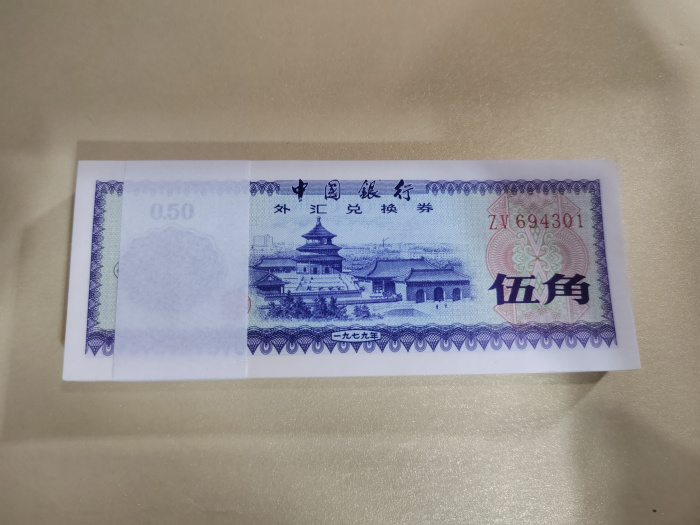 中国银行
外汇兑换券
0.50
ZV 694301
伍角
一九七九年